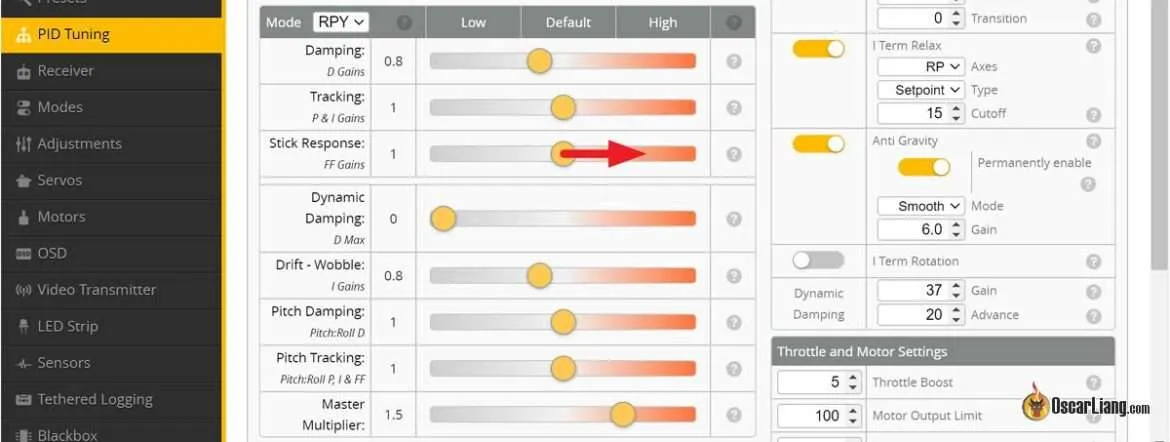 Presets
PID Tuning
Receiver
Modes
Adjustments
Servos
Motors
OSD
Video Transmitter
LED Strip
Sensors
Tethered Logging
Blackbox
Mode RPY Low Default High
Damping:
D Gains
0.8
Tracking:
P & I Gains
1
Stick Response:
FF Gains
1
Dynamic
Damping:
D Max
0
Drift - Wobble:
I Gains
0.8
Pitch Damping:
Pitch:Roll D
1
Pitch Tracking:
Pitch:Roll P, I & FF
1
Master
Multiplier:
1.5
0 Transition
I Term Relax
RP Axes
Setpoint Type
15 Cutoff
Anti Gravity
Permanently enable
Smooth Mode
6.0 Gain
I Term Rotation
Dynamic
Damping
37 Gain
20 Advance
Throttle and Motor Settings
5 Throttle Boost
100 Motor Output Limit
OscarLiang.com